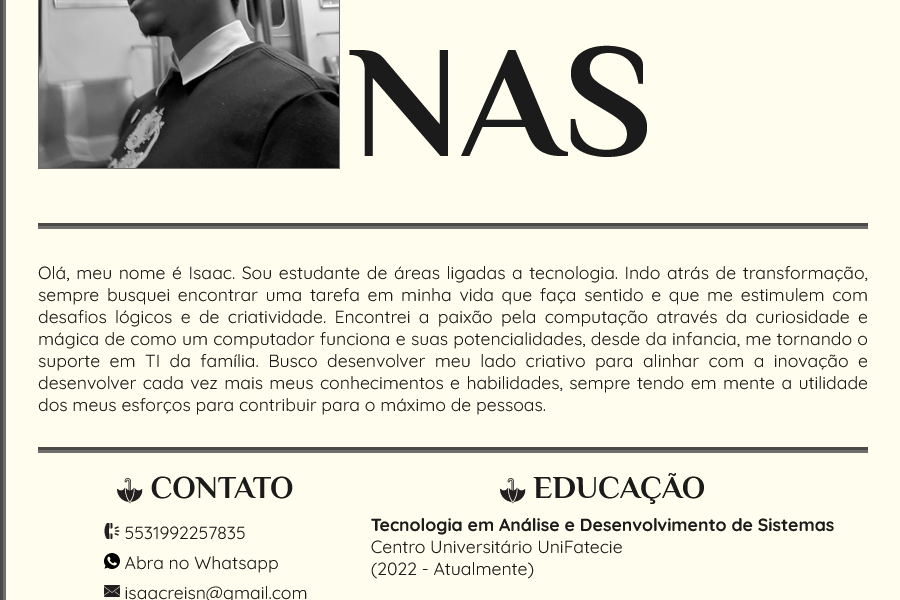 NAS
Olá, meu nome é Isaac. Sou estudante de áreas ligadas a tecnologia. Indo atrás de transformação,
sempre busquei encontrar uma tarefa em minha vida que faça sentido e que me estimulem com
desafios lógicos e de criatividade. Encontrei a paixão pela computação através da curiosidade e
mágica de como um computador funciona e suas potencialidades, desde da infancia, me tornando o
suporte em TI da família. Busco desenvolver meu lado criativo para alinhar com a inovação e
desenvolver cada vez mais meus conhecimentos e habilidades, sempre tendo em mente a utilidade
dos meus esforços para contribuir para o máximo de pessoas.
CONTATO
5531992257835
Abra no Whatsapp
isaacreisn@gmail.com
EDUCAÇÃO
Tecnologia em Análise e Desenvolvimento de Sistemas
Centro Universitário UniFatecie
(2022 - Atualmente)